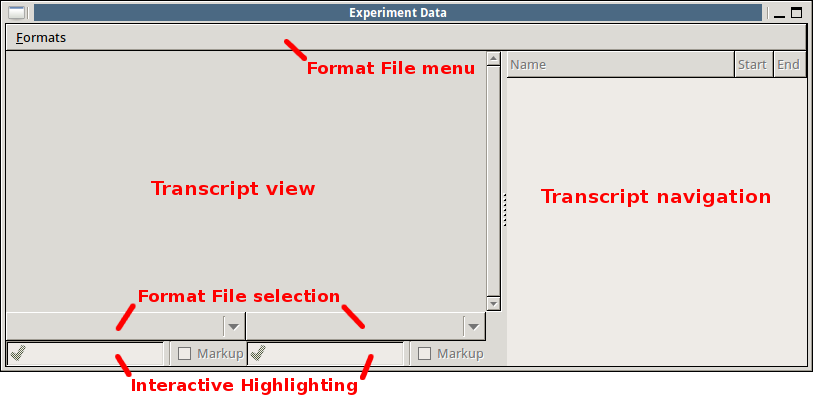 Experiment Data
Formats
Format File menu
Name Start End
Transcript view
Transcript navigation
Format File selection
Markup Markup
Interactive Highlighting